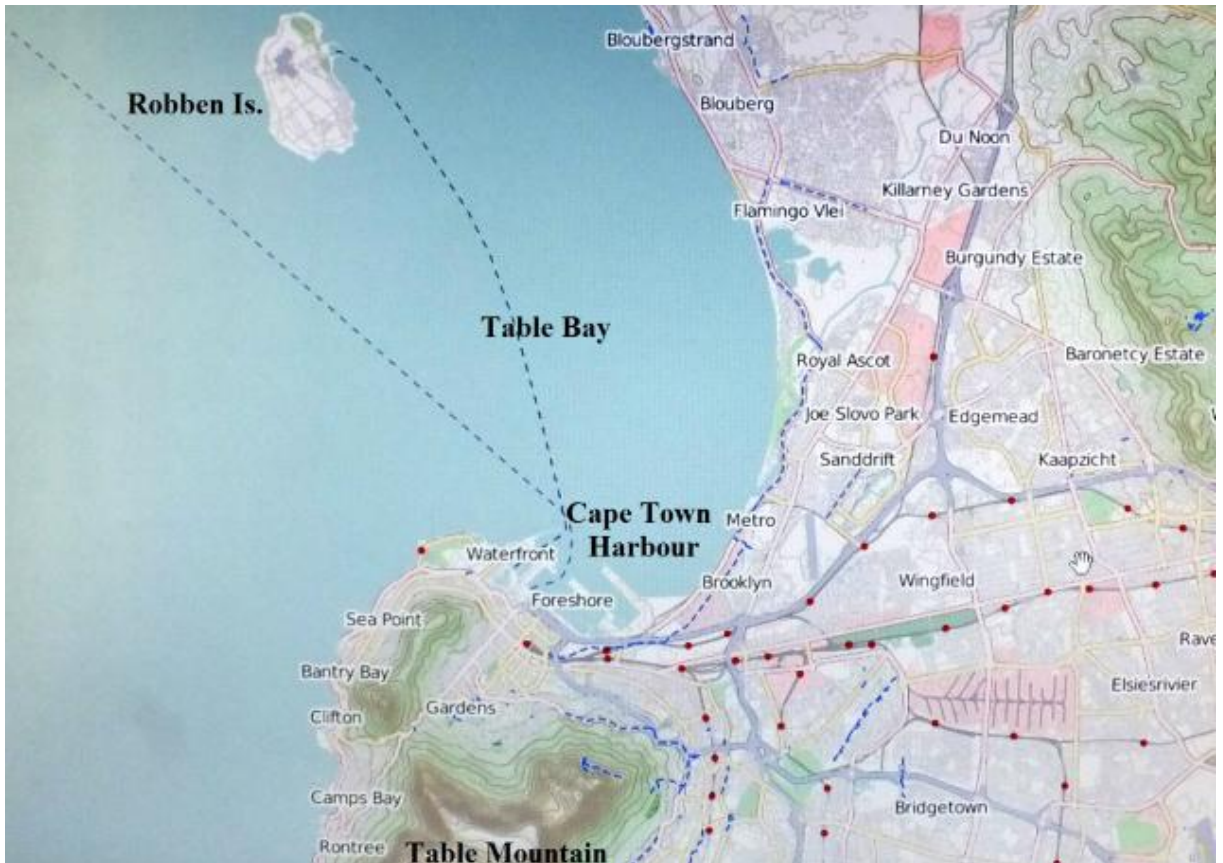 Bloubergstrand
Robben Is.
Blouberg
Du Noon
Killarney Gardens
Flamingo Vlei
Burgundy Estate
Table Bay
Royal Ascot
Baronetcy Estate
Joe Slovo Park
Edgemead
Sanddrift
Kaapzicht
Cape Town
Harbour
Metro
Waterfront
Brooklyn
Wingfield
Foreshore
Sea Point
Rave
Bantry Bay
Elsiesrivier
Clifton
Gardens
Camps Bay
Bridgetown
Rontree
Table Mountain